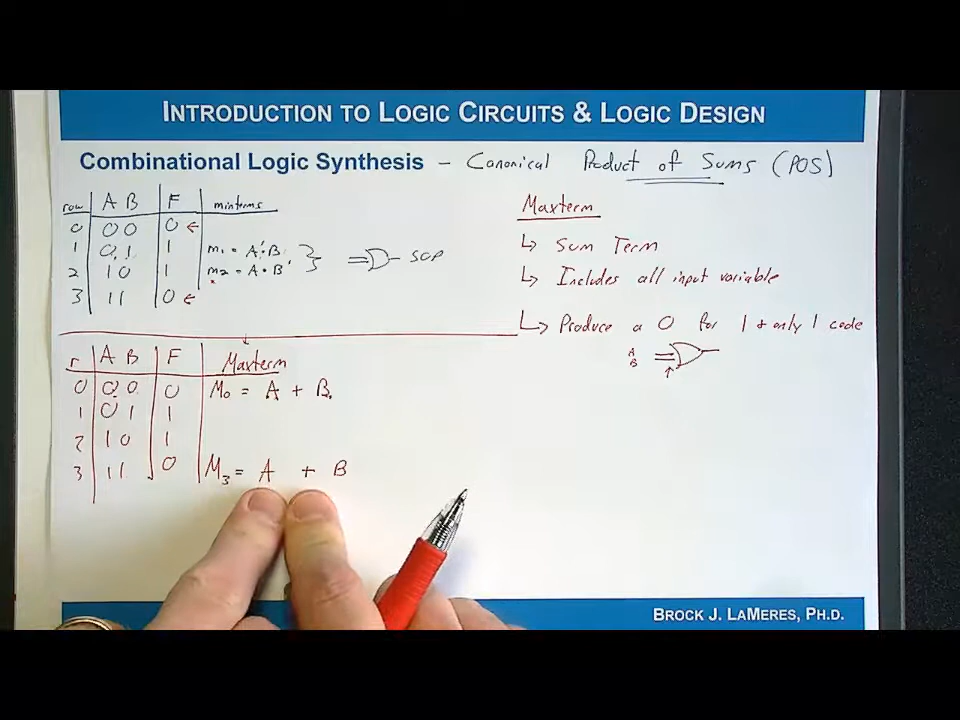 INTRODUCTION TO LOGIC CIRCUITS & LOGIC DESIGN
Combinational Logic Synthesis - Canonical Product of Sums (POS)
row A B F minterms
0 0 0 0 ←
1 0 1 1 m1 = A'·B
2 1 0 1 m2 = A·B'
3 1 1 0 ←
SOP
Maxterm
↳ Sum Term
↳ Includes all input variable
↳ Produce a 0 for 1 + only 1 code
A
B
r A B F Maxterm
0 0 0 0 M0 = A + B
1 0 1 1
2 1 0 1
3 1 1 0 M3 = A + B
BROCK J. LAMERES, PH.D.